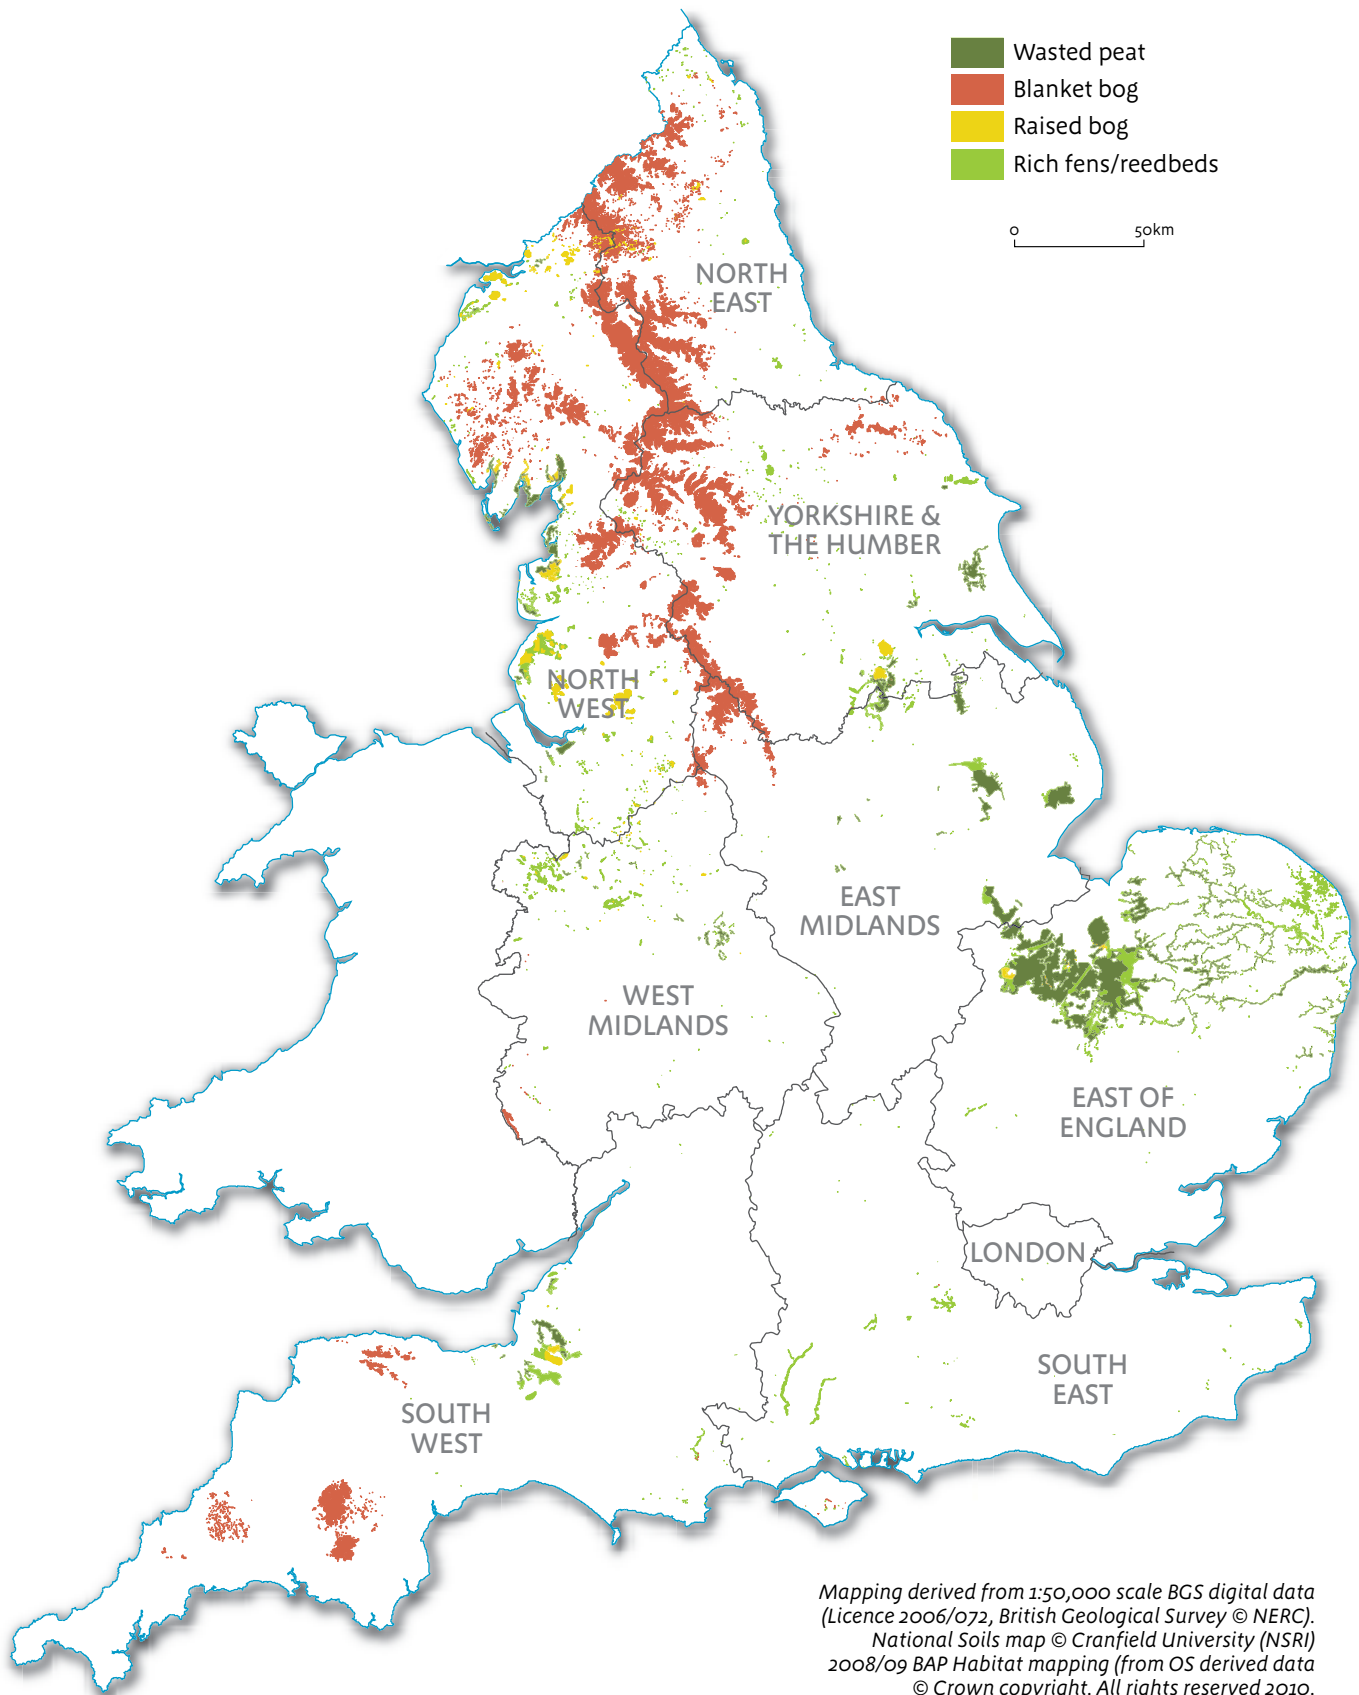 Wasted peat
Blanket bog
Raised bog
Rich fens/reedbeds
0 50km
NORTH
EAST
YORKSHIRE &
THE HUMBER
NORTH
WEST
EAST
MIDLANDS
WEST
MIDLANDS
EAST OF
ENGLAND
LONDON
SOUTH
EAST
SOUTH
WEST
Mapping derived from 1:50,000 scale BGS digital data
(Licence 2006/072, British Geological Survey © NERC).
National Soils map © Cranfield University (NSRI)
2008/09 BAP Habitat mapping (from OS derived data
© Crown copyright. All rights reserved 2010.